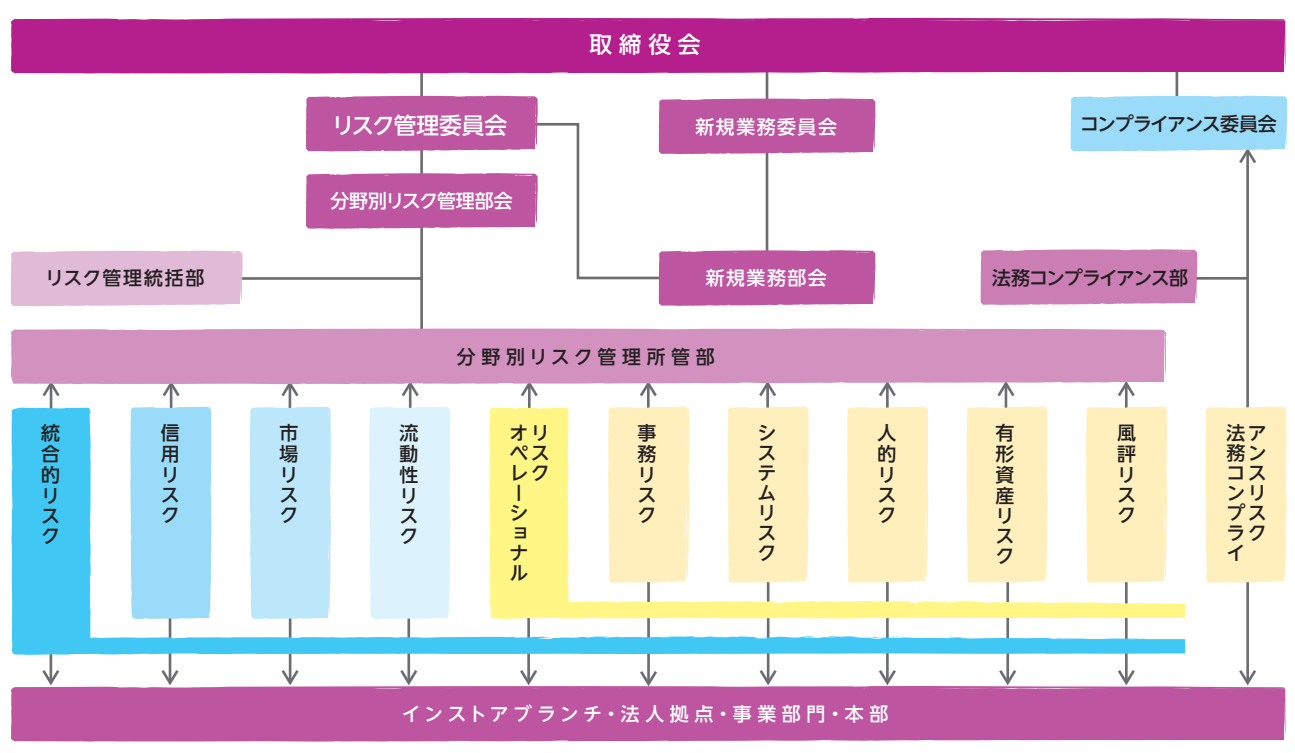 取締役会
リスク管理委員会
新規業務委員会
コンプライアンス委員会
分野別リスク管理部会
リスク管理統括部
新規業務部会
法務コンプライアンス部
分野別リスク管理所管部
統合的リスク
信用リスク
市場リスク
流動性リスク
オペレーショナル
リスク
事務リスク
システムリスク
人的リスク
有形資産リスク
風評リスク
法務コンプライ
アンスリスク
インストアブランチ・法人拠点・事業部門・本部